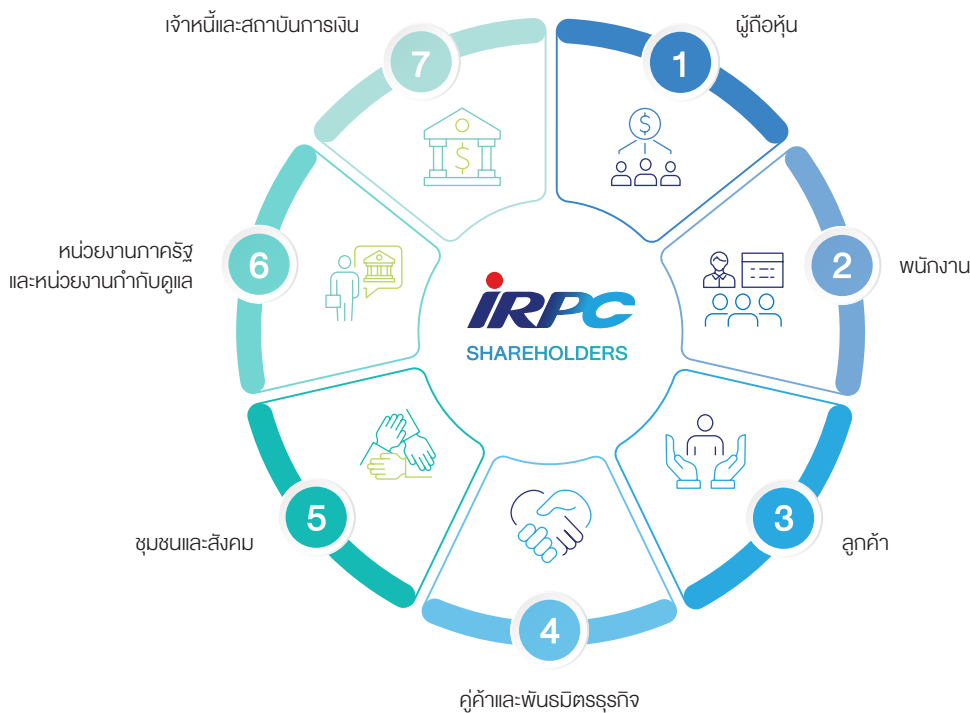 เจ้าหนี้และสถาบันการเงิน
7
1
ผู้ถือหุ้น
หน่วยงานภาครัฐ
และหน่วยงานกำกับดูแล
6
2
พนักงาน
iRPC
SHAREHOLDERS
$
$
5
ชุมชนและสังคม
3
ลูกค้า
4
คู่ค้าและพันธมิตรธุรกิจ